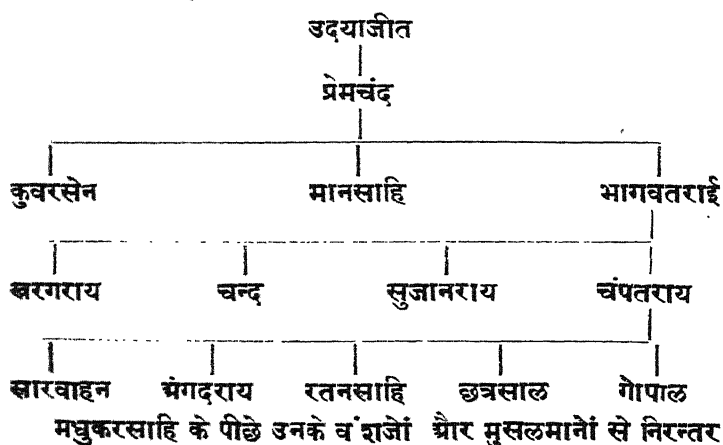 उदयाजीत
प्रेमचंद
कुवरसेन मानसाहि भागवतराई
खरगराय चन्द सुजानराय चंपतराय
सारवाहन अंगदराय रतनसाहि छत्रसाल गोपाल
मधुकरसाहि के पीछे उनके वंशजों और मुसलमानों से निरन्तर